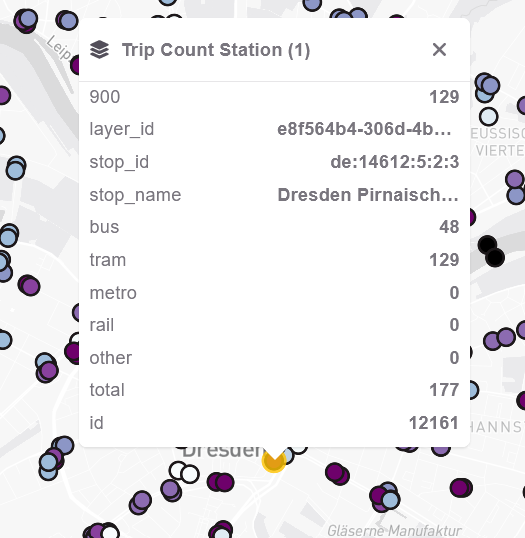 Leip
Trip Count Station (1)
900 129
layer_id e8f564b4-306d-4b...
stop_id de:14612:5:2:3
stop_name Dresden Pirnaisch...
bus 48
tram 129
metro 0
rail 0
other 0
total 177
id 12161
EUSSISC
VIERTE
HANNST
Dresden
Gläserne Manufaktur